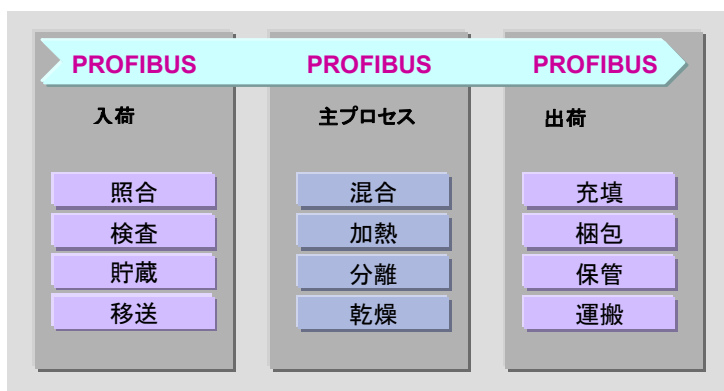 PROFIBUS PROFIBUS PROFIBUS
入荷
照合
検査
貯蔵
移送
主プロセス
混合
加熱
分離
乾燥
出荷
充填
梱包
保管
運搬